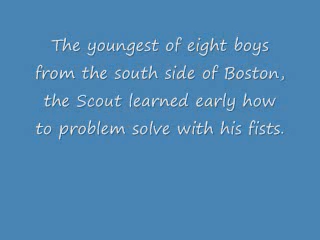 The youngest of eight boys
from the south side of Boston,
the Scout learned early how
to problem solve with his fists.